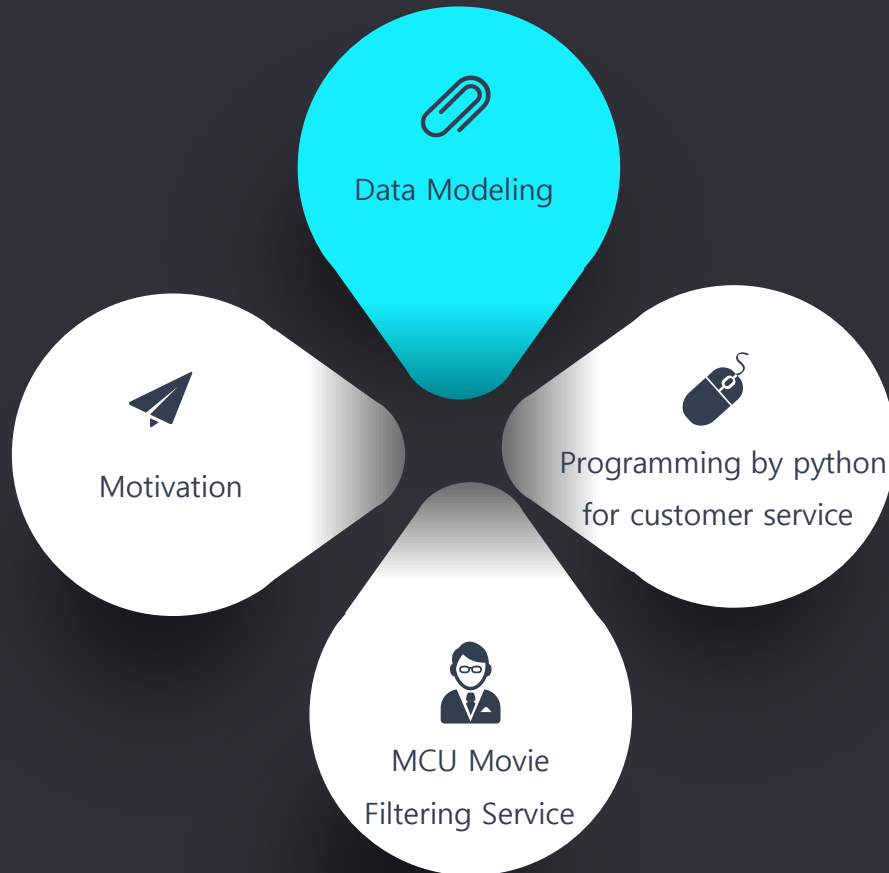 Data Modeling
Motivation
Programming by python
for customer service
MCU Movie
Filtering Service